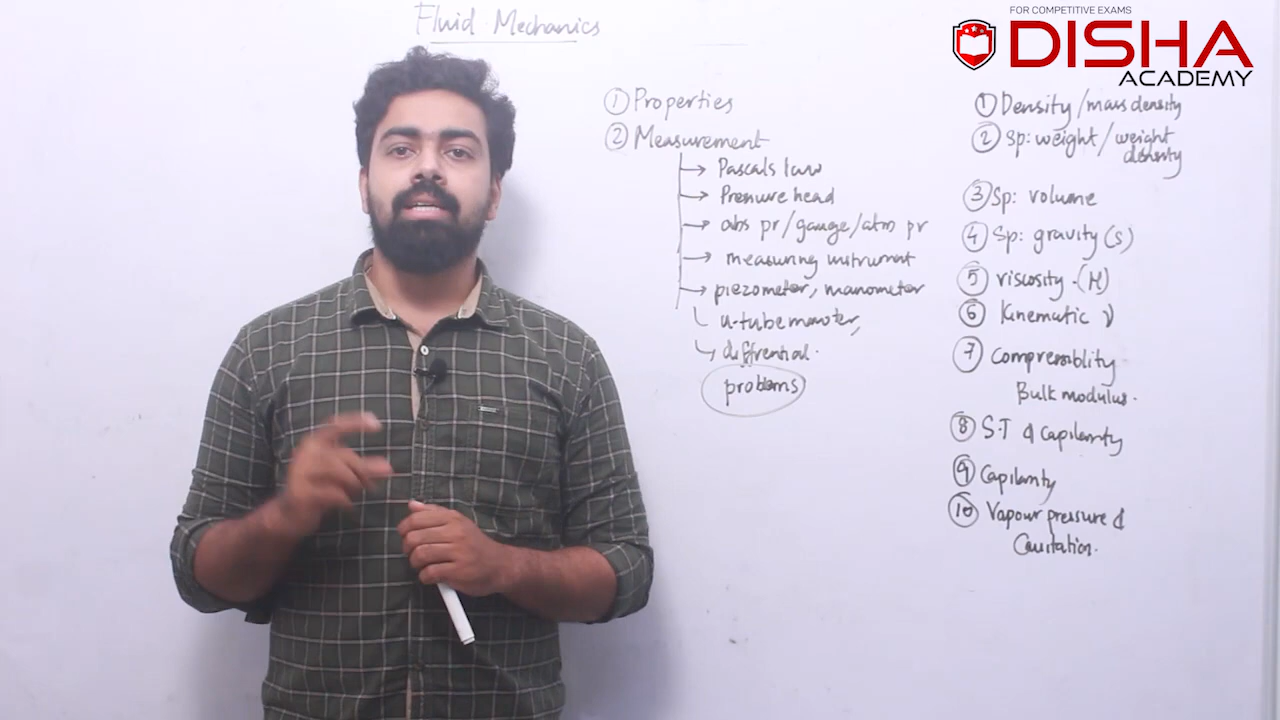 Fluid Mechanics
FOR COMPETITIVE EXAMS
DISHA
ACADEMY
① Properties
② Measurement
→ Pascals law
→ Pressure head
→ abs pr/gauge/atm pr
→ measuring instrument
→ piezometer, manometer
u-tube manoter,
diffrential.
problems
① Density/mass density
② Sp: weight/weight
density
③ Sp: volume
④ Sp: gravity (s)
⑤ viscosity - (μ)
⑥ Kinematic ν
⑦ Compressiblity
Bulk modulus.
⑧ S.T & Capilarity
⑨ Capilarity
⑩ Vapour pressure &
Cavitation.